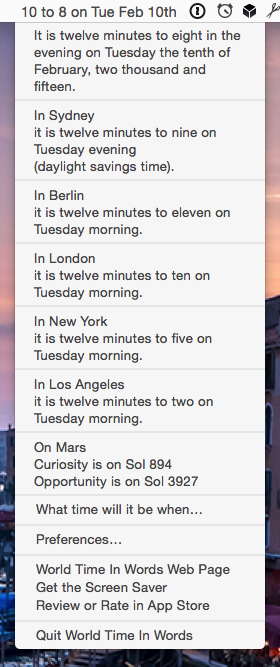 10 to 8 on Tue Feb 10th
It is twelve minutes to eight in the
evening on Tuesday the tenth of
February, two thousand and
fifteen.
In Sydney
it is twelve minutes to nine on
Tuesday evening
(daylight savings time).
In Berlin
it is twelve minutes to eleven on
Tuesday morning.
In London
it is twelve minutes to ten on
Tuesday morning.
In New York
it is twelve minutes to five on
Tuesday morning.
In Los Angeles
it is twelve minutes to two on
Tuesday morning.
On Mars
Curiosity is on Sol 894
Opportunity is on Sol 3927
What time will it be when...
Preferences...
World Time In Words Web Page
Get the Screen Saver
Review or Rate in App Store
Quit World Time In Words